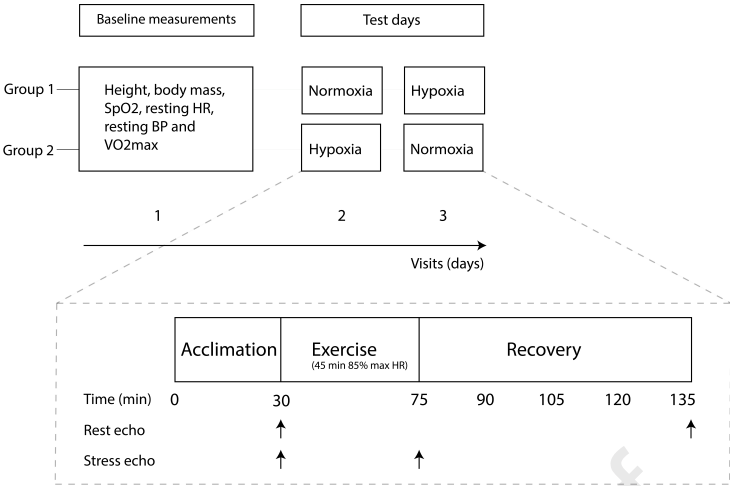 Baseline measurements
Test days
Group 1
Height, body mass,
SpO2, resting HR,
resting BP and
VO2max
Normoxia
Hypoxia
Group 2
Hypoxia
Normoxia
1
2
3
Visits (days)
Acclimation
Exercise
(45 min 85% max HR)
Recovery
Time (min) 0 30 75 90 105 120 135
Rest echo
Stress echo
f